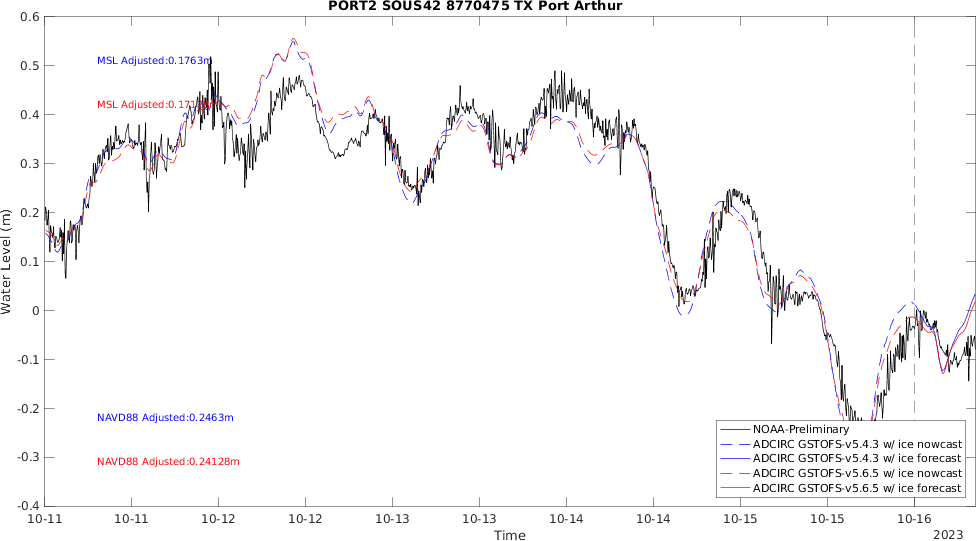 PORT2 SOUS42 8770475 TX Port Arthur
0.6
0.5
0.4
0.3
0.2
0.1
0
-0.1
-0.2
-0.3
-0.4
Water Level (m)
MSL Adjusted:0.1763m
MSL Adjusted:0.171
NAVD88 Adjusted:0.2463m
NAVD88 Adjusted:0.24128m
NOAA-Preliminary
ADCIRC GSTOFS-v5.4.3 w/ ice nowcast
ADCIRC GSTOFS-v5.4.3 w/ ice forecast
ADCIRC GSTOFS-v5.6.5 w/ ice nowcast
ADCIRC GSTOFS-v5.6.5 w/ ice forecast
10-11 10-11 10-12 10-12 10-13 10-13 10-14 10-14 10-15 10-15 10-16
Time
2023